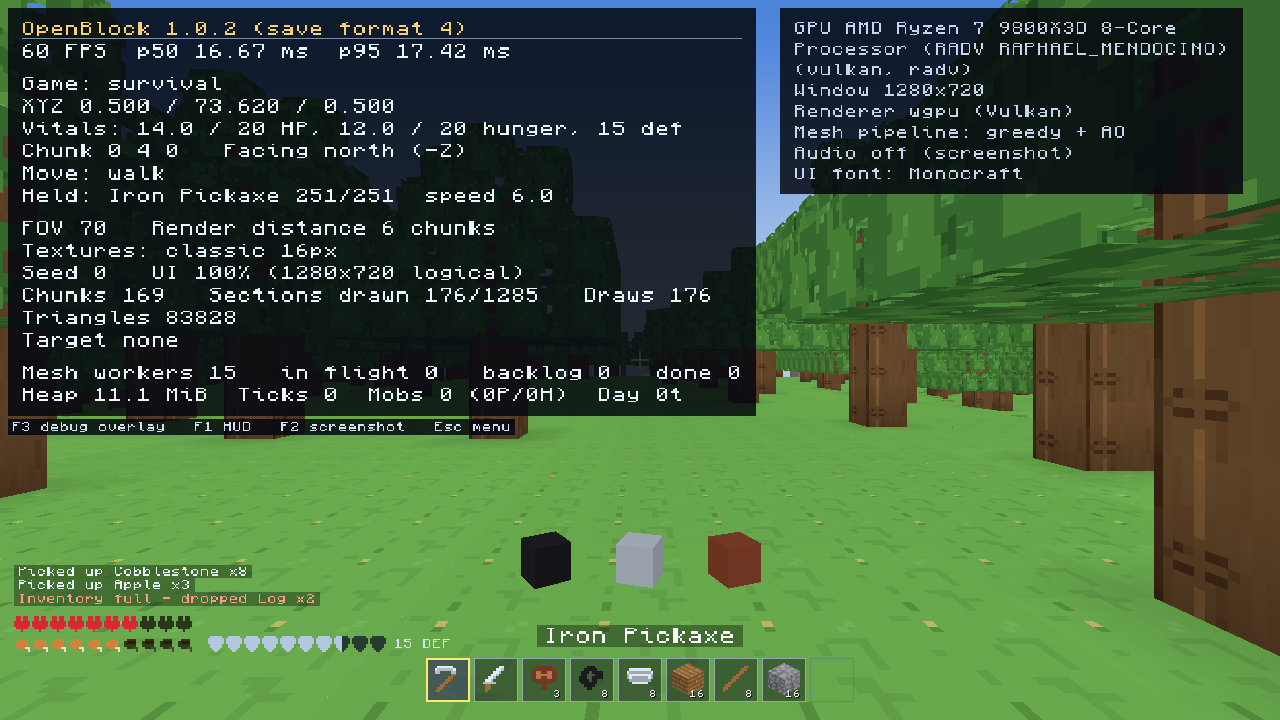 OpenBlock 1.0.2 (save format 4)
60 FPS p50 16.67 ms p95 17.42 ms
Game: survival
XYZ 0.500 / 73.620 / 0.500
Vitals: 14.0 / 20 HP, 12.0 / 20 hunger, 15 def
Chunk 0 4 0 Facing north (-Z)
Move: walk
Held: Iron Pickaxe 251/251 speed 6.0
FOV 70 Render distance 6 chunks
Textures: classic 16px
Seed 0 UI 100% (1280x720 logical)
Chunks 169 Sections drawn 176/1285 Draws 176
Triangles 83828
Target none
Mesh workers 15 in flight 0 backlog 0 done 0
Heap 11.1 MiB Ticks 0 Mobs 0 (0P/0H) Day 0t
F3 debug overlay F1 HUD F2 screenshot Esc menu
GPU AMD Ryzen 7 9800X3D 8-Core
Processor (RADV RAPHAEL_MENDOCINO)
(vulkan, radv)
Window 1280x720
Renderer wgpu (Vulkan)
Mesh pipeline: greedy + AO
Audio off (screenshot)
UI font: Monocraft
Picked up Cobblestone x8
Picked up Apple x3
Inventory full - dropped Log x2
15 DEF
Iron Pickaxe
3 8 8 16 8 16